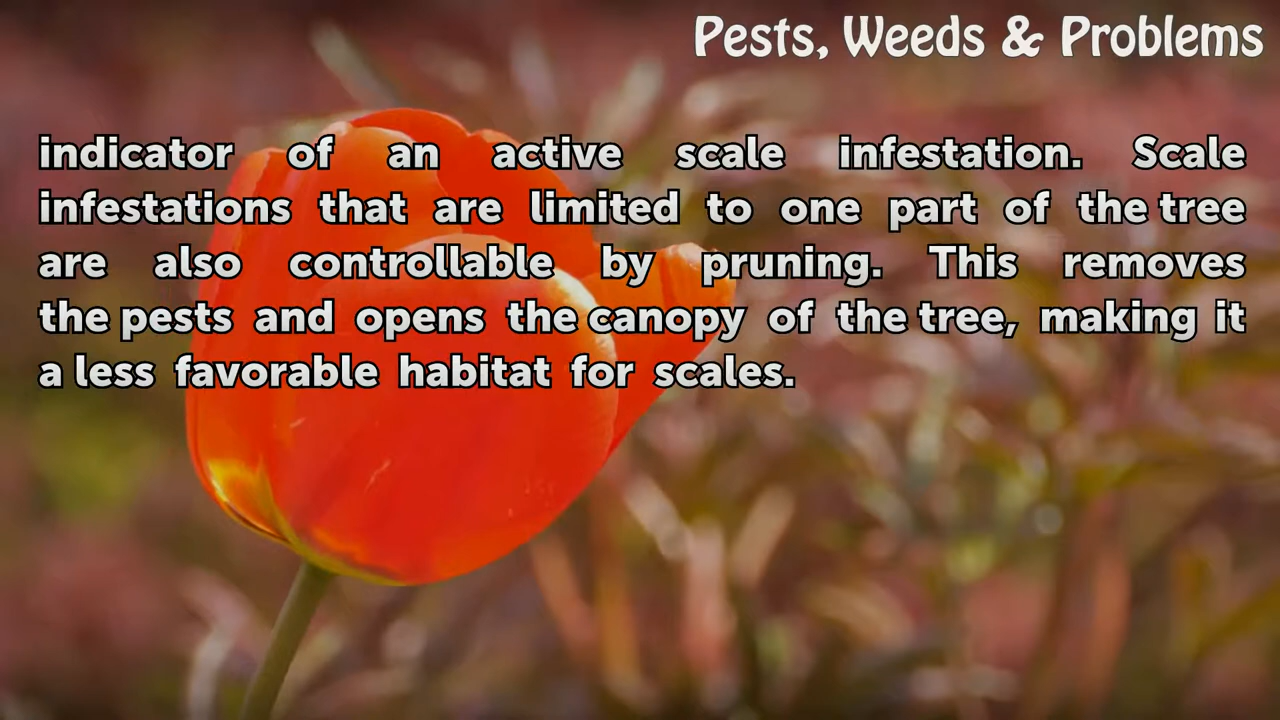 Pests, Weeds & Problems
indicator of an active scale infestation. Scale
infestations that are limited to one part of the tree
are also controllable by pruning. This removes
the pests and opens the canopy of the tree, making it
a less favorable habitat for scales.